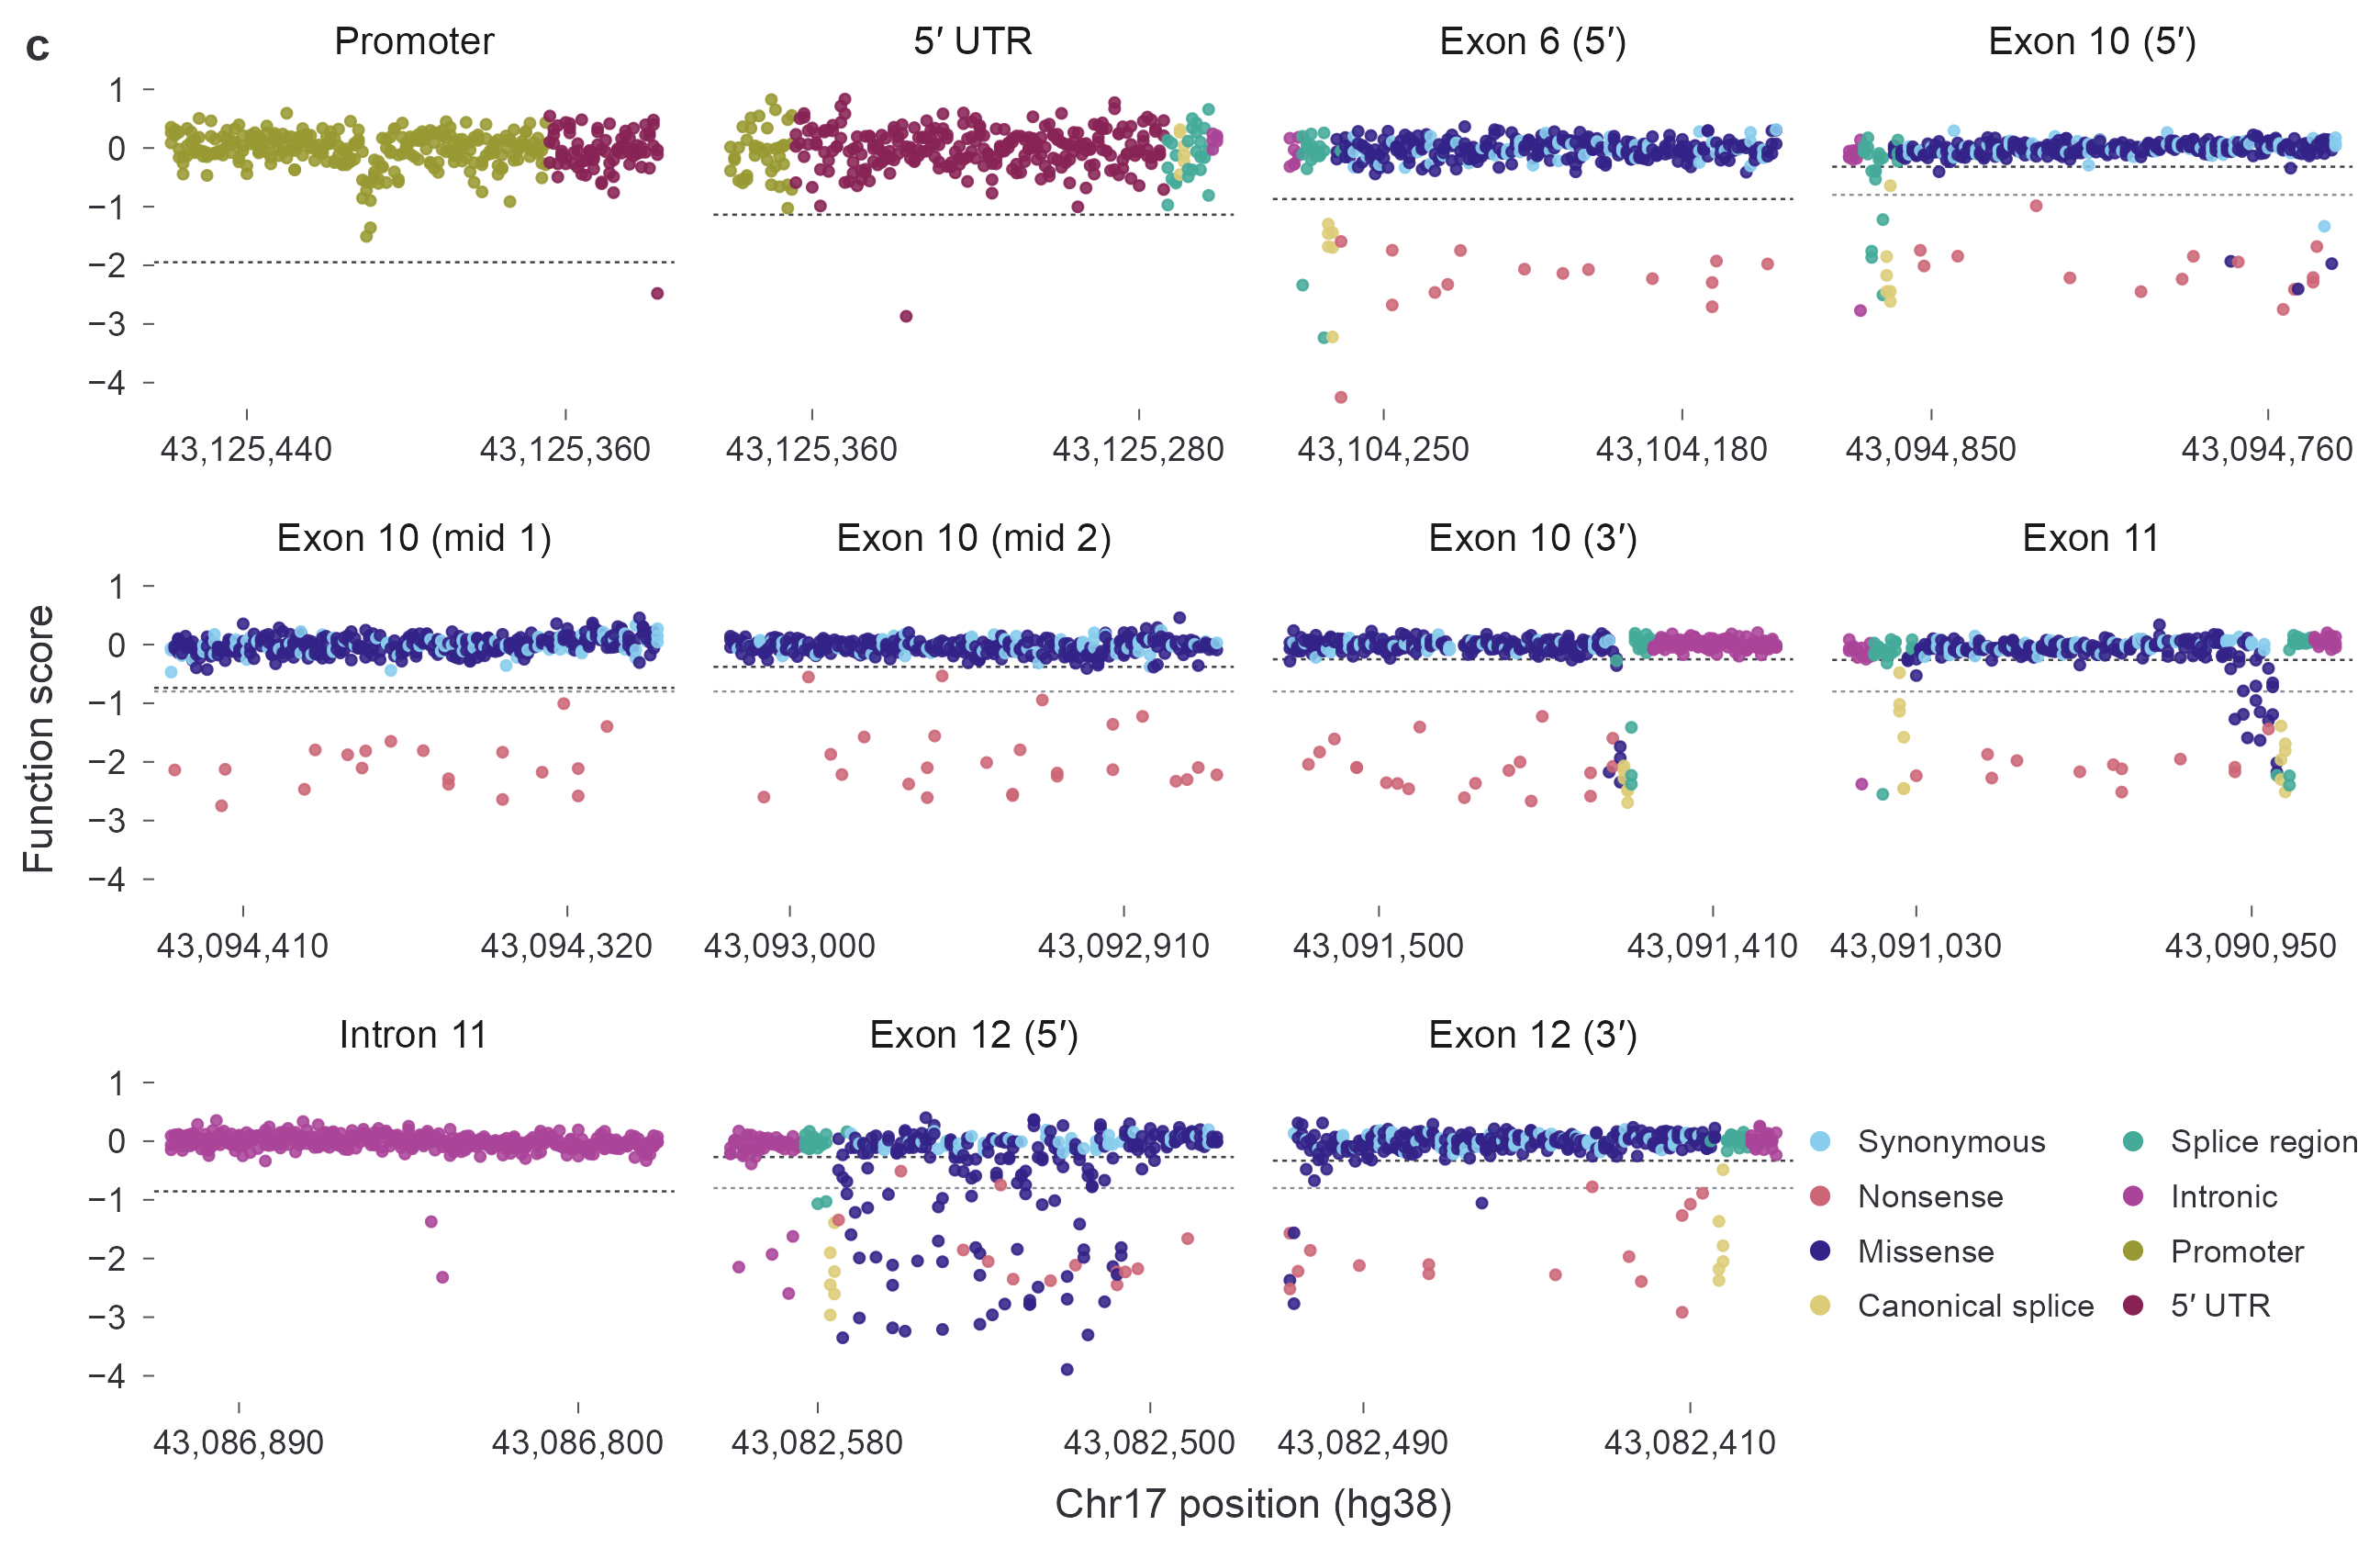 c
Promoter
5′ UTR
Exon 6 (5′)
Exon 10 (5′)
1
0
−1
−2
−3
−4
43,125,440
43,125,360
43,125,360
43,125,280
43,104,250
43,104,180
43,094,850
43,094,760
Exon 10 (mid 1)
Exon 10 (mid 2)
Exon 10 (3′)
Exon 11
Function score
1
0
−1
−2
−3
−4
43,094,410
43,094,320
43,093,000
43,092,910
43,091,500
43,091,410
43,091,030
43,090,950
Intron 11
Exon 12 (5′)
Exon 12 (3′)
1
0
−1
−2
−3
−4
43,086,890
43,086,800
43,082,580
43,082,500
43,082,490
43,082,410
Synonymous
Nonsense
Missense
Canonical splice
Splice region
Intronic
Promoter
5′ UTR
Chr17 position (hg38)